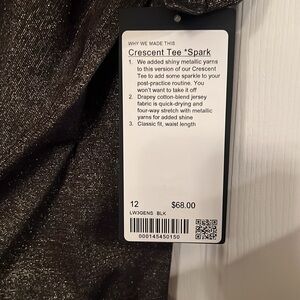 WHY WE MADE THIS
Crescent Tee *Spark
1. We added shiny metallic yarns
to this version of our Crescent
Tee to add some sparkle to your
post-practice routine. You
won't want to take it off
2. Drapey cotton-blend jersey
fabric is quick-drying and
four-way stretch with metallic
yarns for added shine
3. Classic fit, waist length
12 $68.00
LW3GENS BLK
000145450150